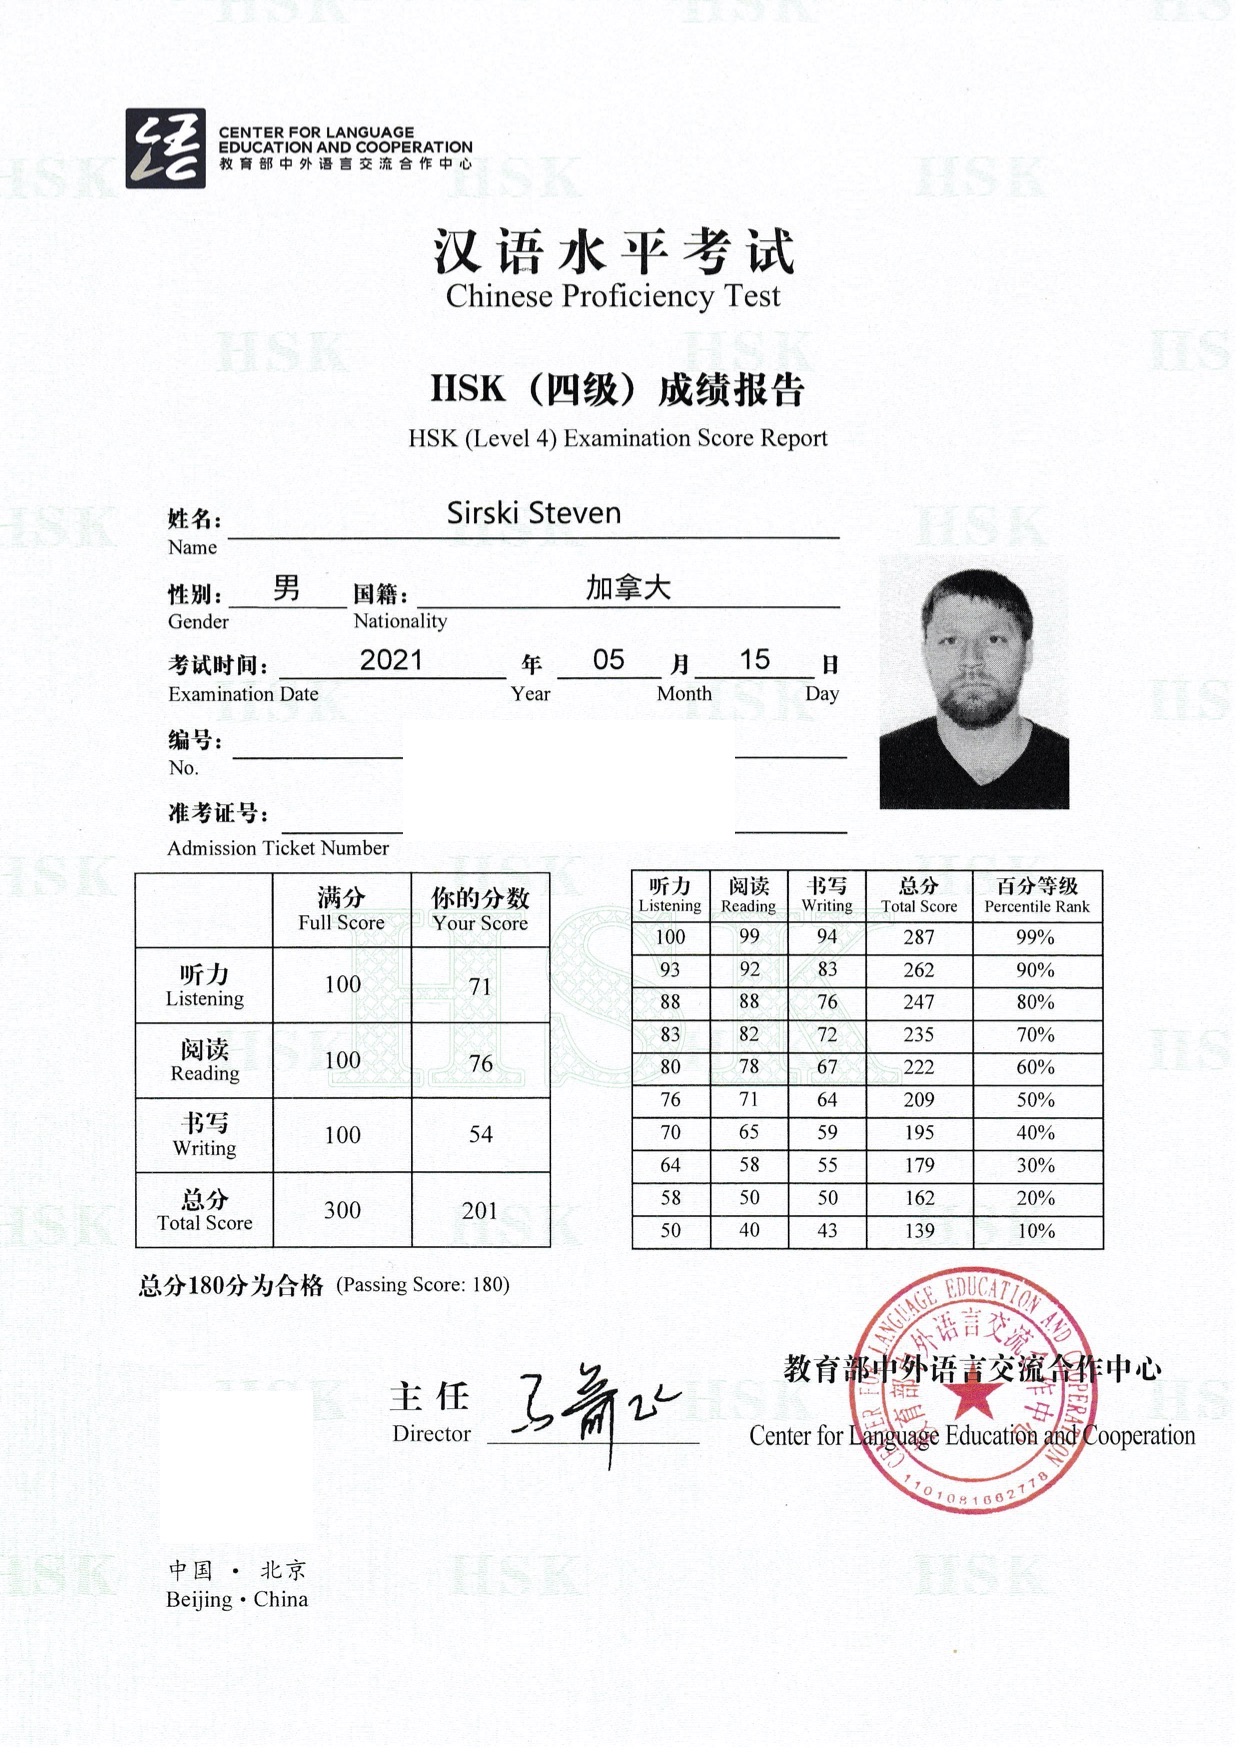 CENTER FOR LANGUAGE
EDUCATION AND COOPERATION
教育部中外语言交流合作中心
汉语水平考试
Chinese Proficiency Test
HSK（四级）成绩报告
HSK (Level 4) Examination Score Report
姓名： Sirski Steven
Name
性别： 男 国籍： 加拿大
Gender Nationality
考试时间： 2021 年 05 月 15 日
Examination Date Year Month Day
编号：
No.
准考证号：
Admission Ticket Number
满分 你的分数
Full Score Your Score
听力
Listening 100 71
阅读
Reading 100 76
书写
Writing 100 54
总分
Total Score 300 201
听力 阅读 书写 总分 百分等级
Listening Reading Writing Total Score Percentile Rank
100 99 94 287 99%
93 92 83 262 90%
88 88 76 247 80%
83 82 72 235 70%
80 78 67 222 60%
76 71 64 209 50%
70 65 59 195 40%
64 58 55 179 30%
58 50 50 162 20%
50 40 43 139 10%
总分180分为合格 (Passing Score: 180)
主任
Director
教育部中外语言交流合作中心
Center for Language Education and Cooperation
CENTER FOR LANGUAGE EDUCATION AND COOPERATION
教育部中外语言交流合作中心
1101081662778
中国 · 北京
Beijing · China
HSK